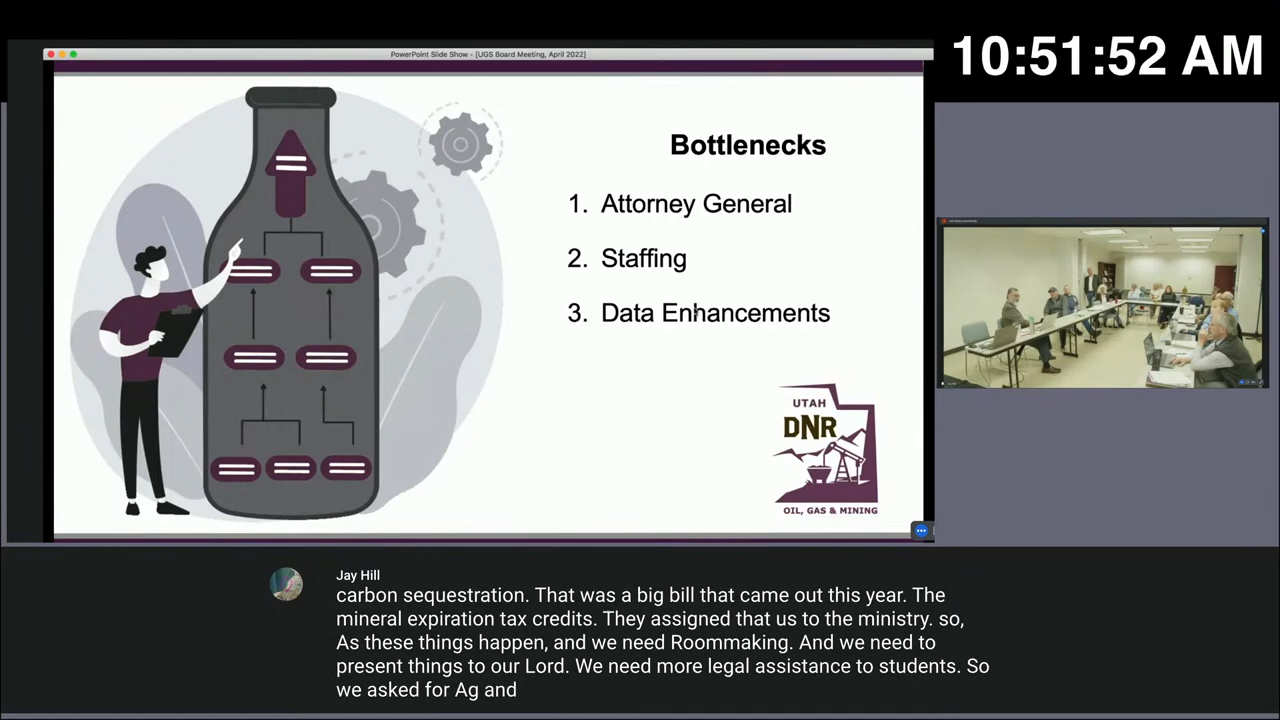 PowerPoint Slide Show - [UGS Board Meeting, April 2022]
10:51:52 AM
Bottlenecks
1. Attorney General
2. Staffing
3. Data Enhancements
UTAH
DNR
OIL, GAS & MINING
Jay Hill
carbon sequestration. That was a big bill that came out this year. The
mineral expiration tax credits. They assigned that us to the ministry. so,
As these things happen, and we need Roommaking. And we need to
present things to our Lord. We need more legal assistance to students. So
we asked for Ag and